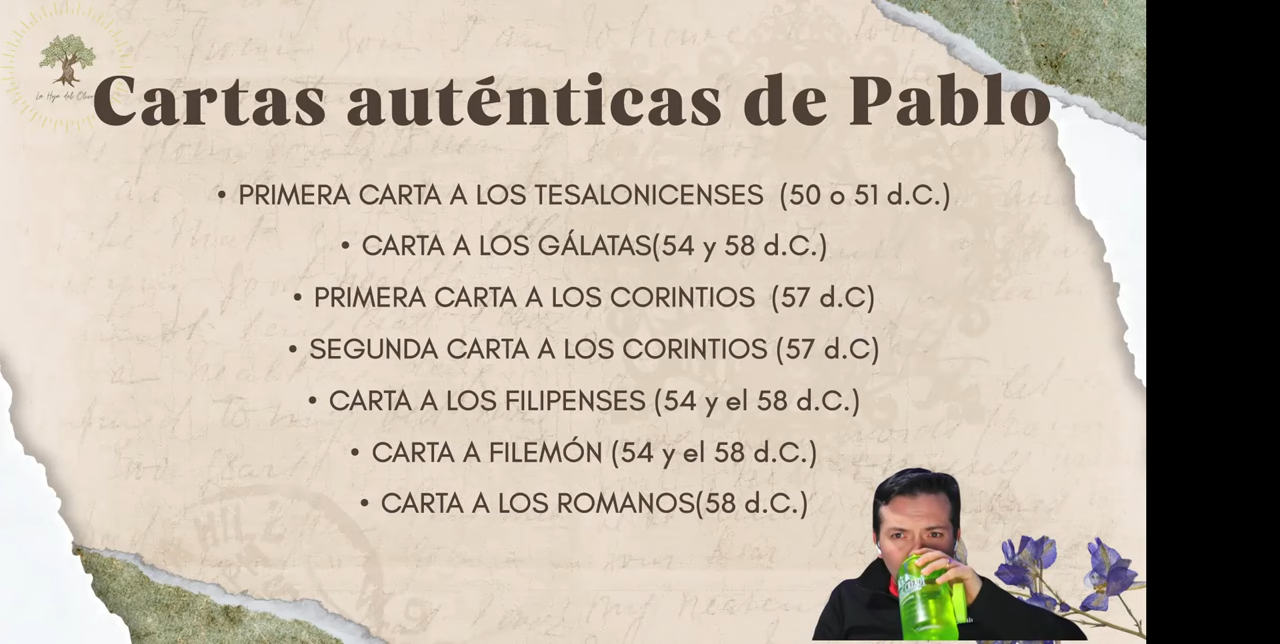 Cartas auténticas de Pablo
• PRIMERA CARTA A LOS TESALONICENSES (50 o 51 d.C.)
• CARTA A LOS GÁLATAS(54 y 58 d.C.)
• PRIMERA CARTA A LOS CORINTIOS (57 d.C)
• SEGUNDA CARTA A LOS CORINTIOS (57 d.C)
• CARTA A LOS FILIPENSES (54 y el 58 d.C.)
• CARTA A FILEMÓN (54 y el 58 d.C.)
• CARTA A LOS ROMANOS(58 d.C.)